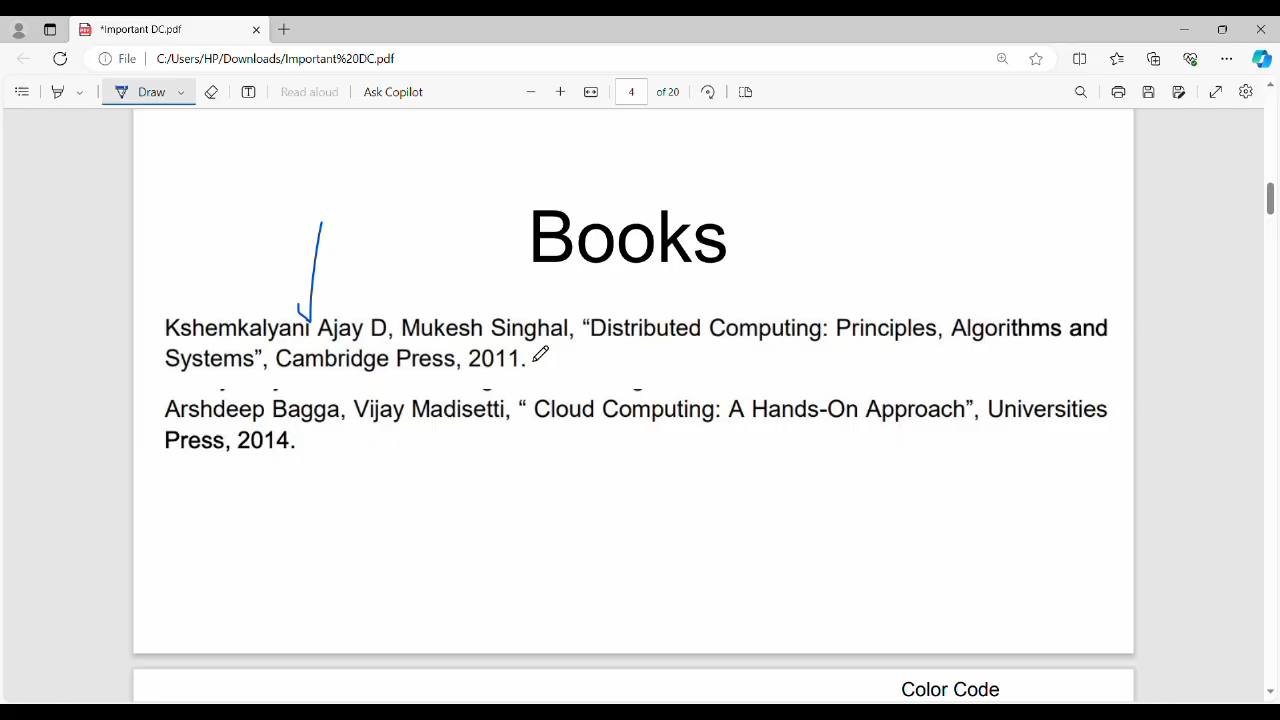 *Important DC.pdf
File C:/Users/HP/Downloads/Important%20DC.pdf
Draw Read aloud Ask Copilot 4 of 20
Books
Kshemkalyani Ajay D, Mukesh Singhal, “Distributed Computing: Principles, Algorithms and
Systems”, Cambridge Press, 2011.
Arshdeep Bagga, Vijay Madisetti, “ Cloud Computing: A Hands-On Approach”, Universities
Press, 2014.
Color Code